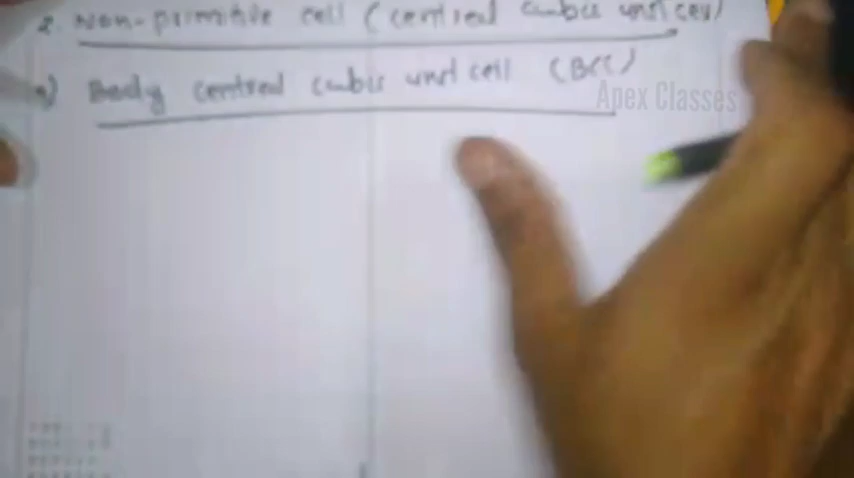 2. Non-primitive cell (centred cubic unit cell)
a) Body centred cubic unit cell (BCC)
Apex Classes